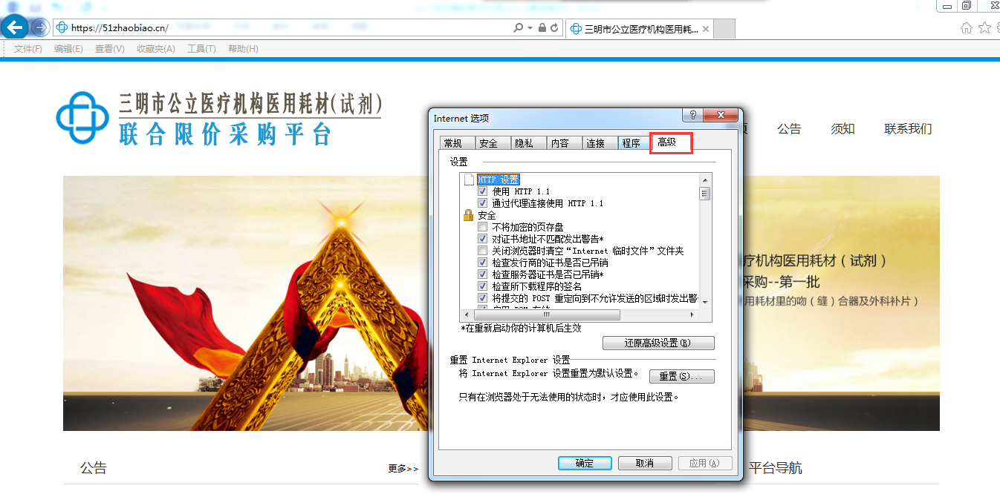 https://51zhaobiao.cn/
三明市公立医疗机构医用耗...
文件(F) 编辑(E) 查看(V) 收藏夹(A) 工具(T) 帮助(H)
三明市公立医疗机构医用耗材(试剂)
联合限价采购平台
公告 须知 联系我们
Internet 选项
常规 安全 隐私 内容 连接 程序 高级
设置
HTTP 设置
使用 HTTP 1.1
通过代理连接使用 HTTP 1.1
安全
不将加密的页存盘
对证书地址不匹配发出警告*
关闭浏览器时清空“Internet 临时文件”文件夹
检查发行商的证书是否已吊销
检查服务器证书是否已吊销*
检查所下载程序的签名
将提交的 POST 重定向到不允许发送的区域时发出警
*在重新启动你的计算机后生效
还原高级设置(R)
重置 Internet Explorer 设置
将 Internet Explorer 设置重置为默认设置。
重置(S)...
只有在浏览器处于无法使用的状态时，才应使用此设置。
确定 取消 应用(A)
疗机构医用耗材（试剂）
采购--第一批
用耗材里的吻（缝）合器及外科补片）
公告
更多>>
平台导航